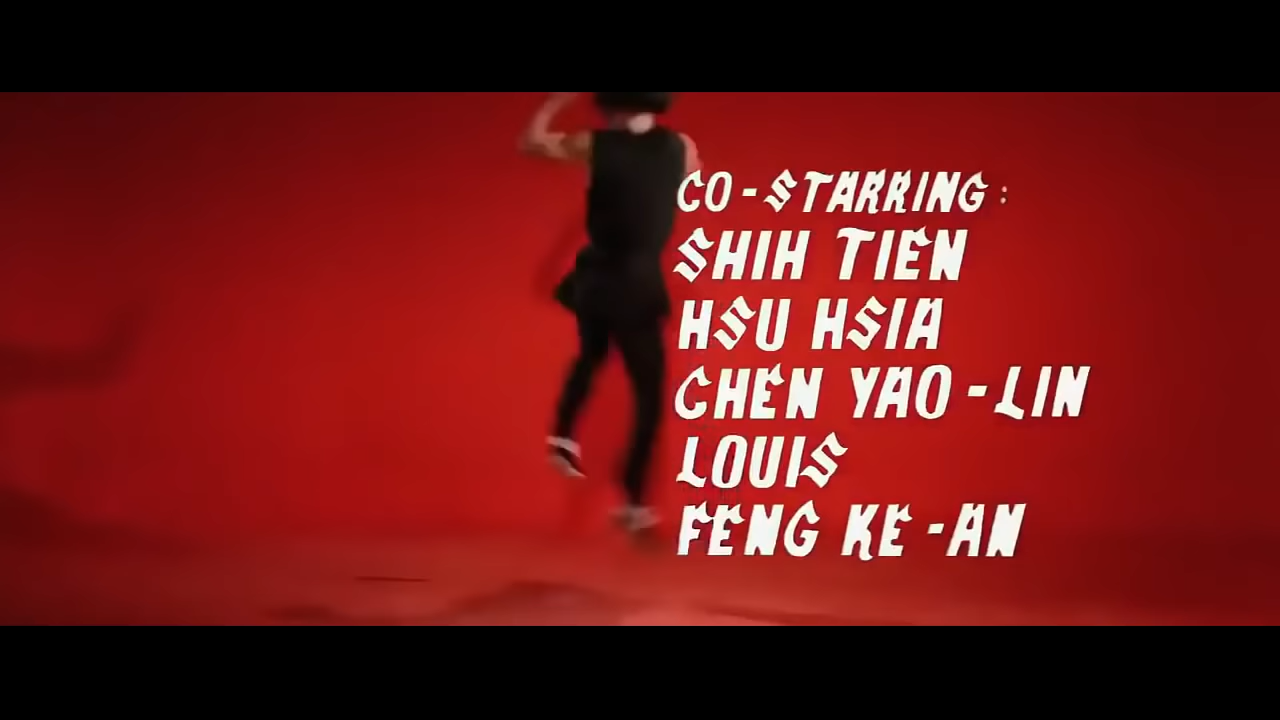 CO-STARRING:
SHIH TIEN
HSU HSIA
CHEN YAO-LIN
LOUIS
FENG KE-AN